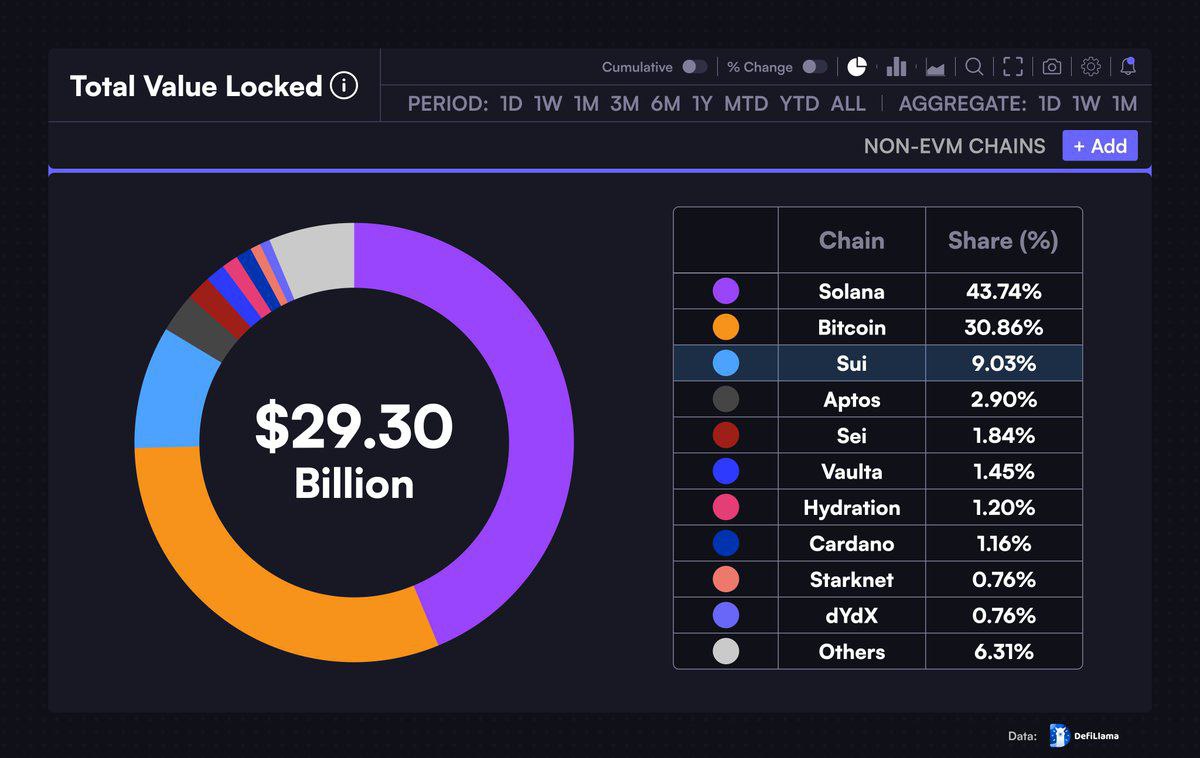 Total Value Locked
Cumulative % Change
PERIOD: 1D 1W 1M 3M 6M 1Y MTD YTD ALL | AGGREGATE: 1D 1W 1M
NON-EVM CHAINS + Add
$29.30
Billion
Chain Share (%)
Solana 43.74%
Bitcoin 30.86%
Sui 9.03%
Aptos 2.90%
Sei 1.84%
Vaulta 1.45%
Hydration 1.20%
Cardano 1.16%
Starknet 0.76%
dYdX 0.76%
Others 6.31%
Data: DefiLlama